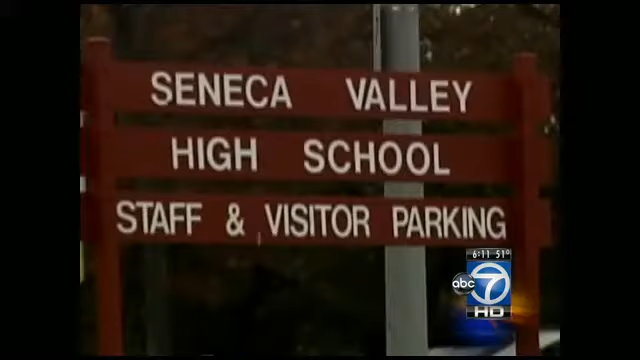 SENECA VALLEY
HIGH SCHOOL
STAFF & VISITOR PARKING
6:11 51°
abc 7
HD